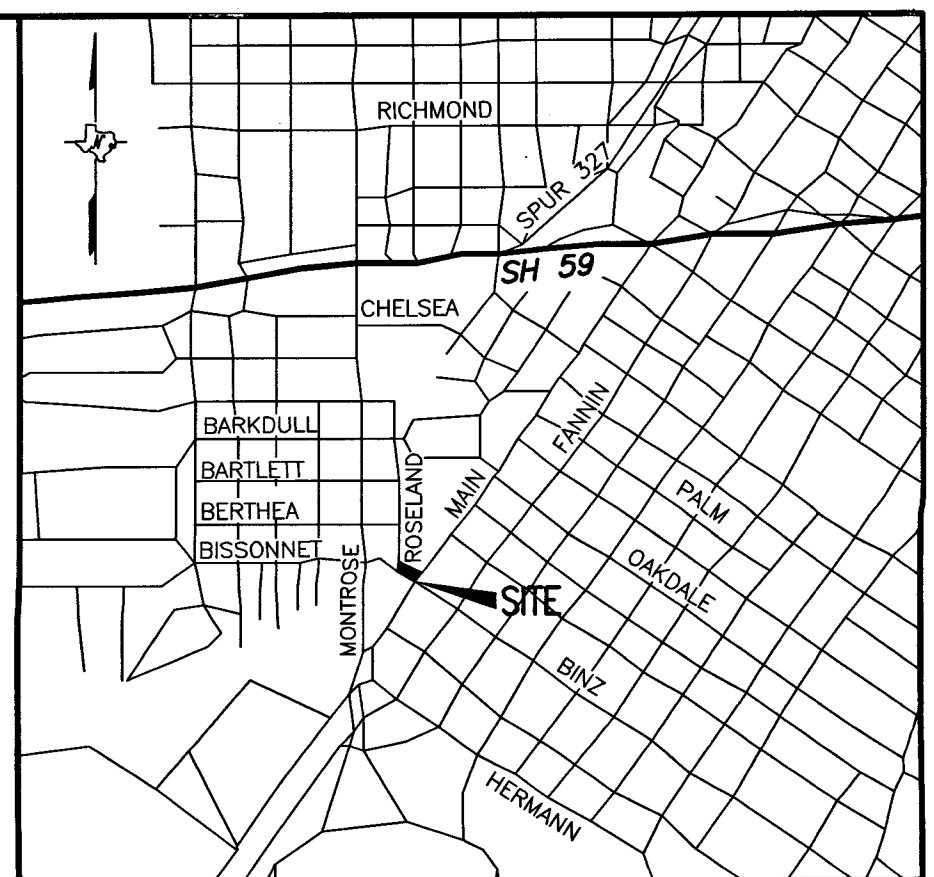 RICHMOND
SPUR 327
SH 59
CHELSEA
FANNIN
BARKDULL
BARTLETT
ROSELAND
MAIN
PALM
BERTHEA
BISSONNET
OAKDALE
MONTROSE
SITE
BINZ
HERMANN